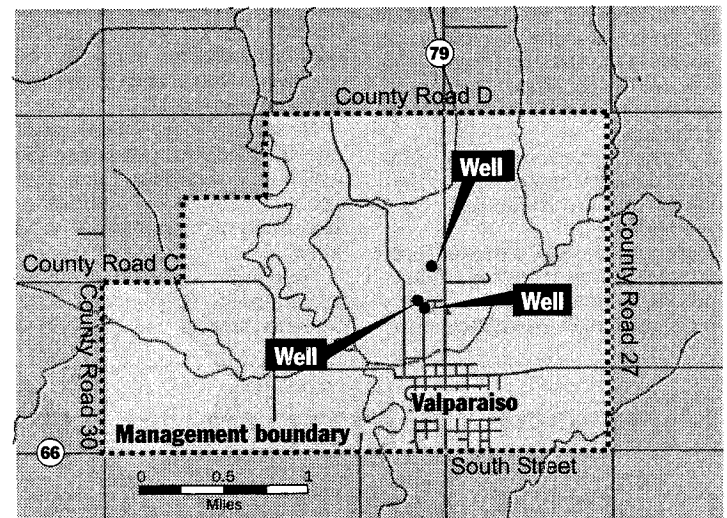 79
County Road D
Well
County Road C
County Road 27
Well
County Road 30
Well
Valparaiso
Management boundary
66
South Street
0 0.5 1
Miles